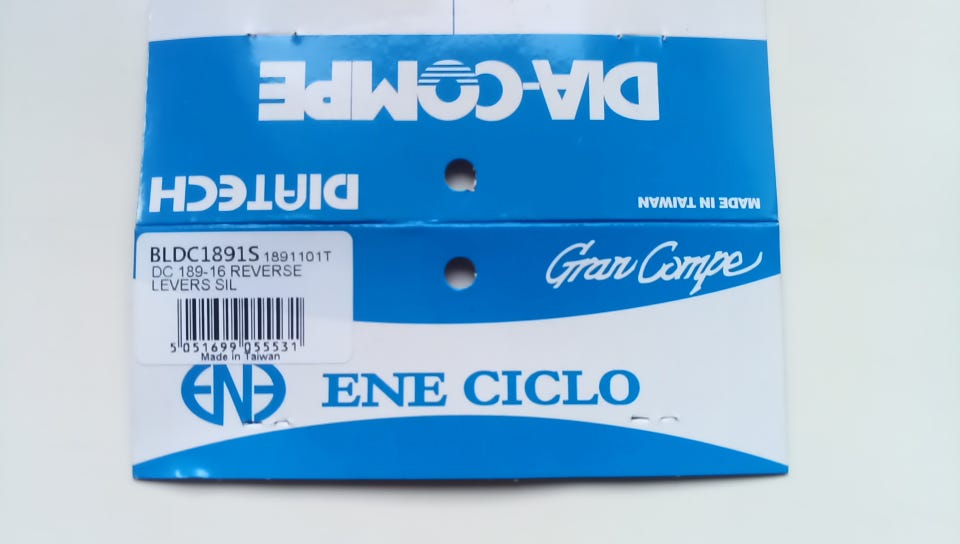 DIA-COMPE
DIATECH
MADE IN TAIWAN
BLDC1891S 1891101T
DC 189-16 REVERSE
LEVERS SIL
5 051699 055531
Made in Taiwan
Gran Compe
ENE
ENE CICLO